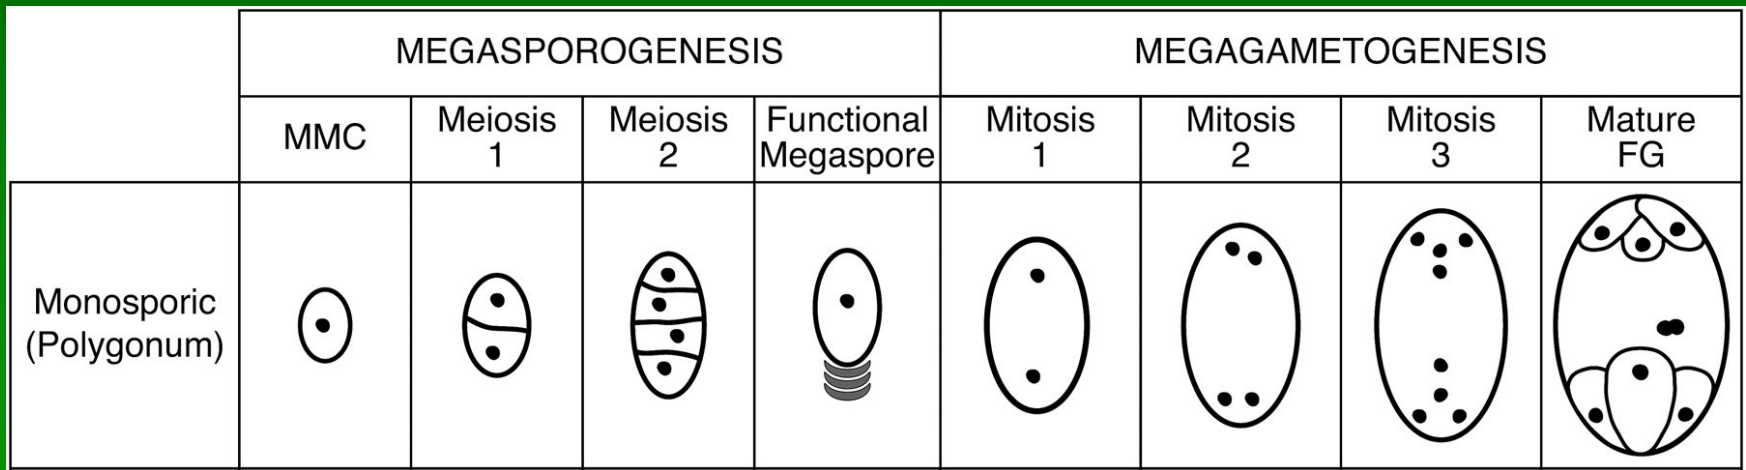 MEGASPOROGENESIS
MEGAGAMETOGENESIS
MMC
Meiosis
1
Meiosis
2
Functional
Megaspore
Mitosis
1
Mitosis
2
Mitosis
3
Mature
FG
Monosporic
(Polygonum)